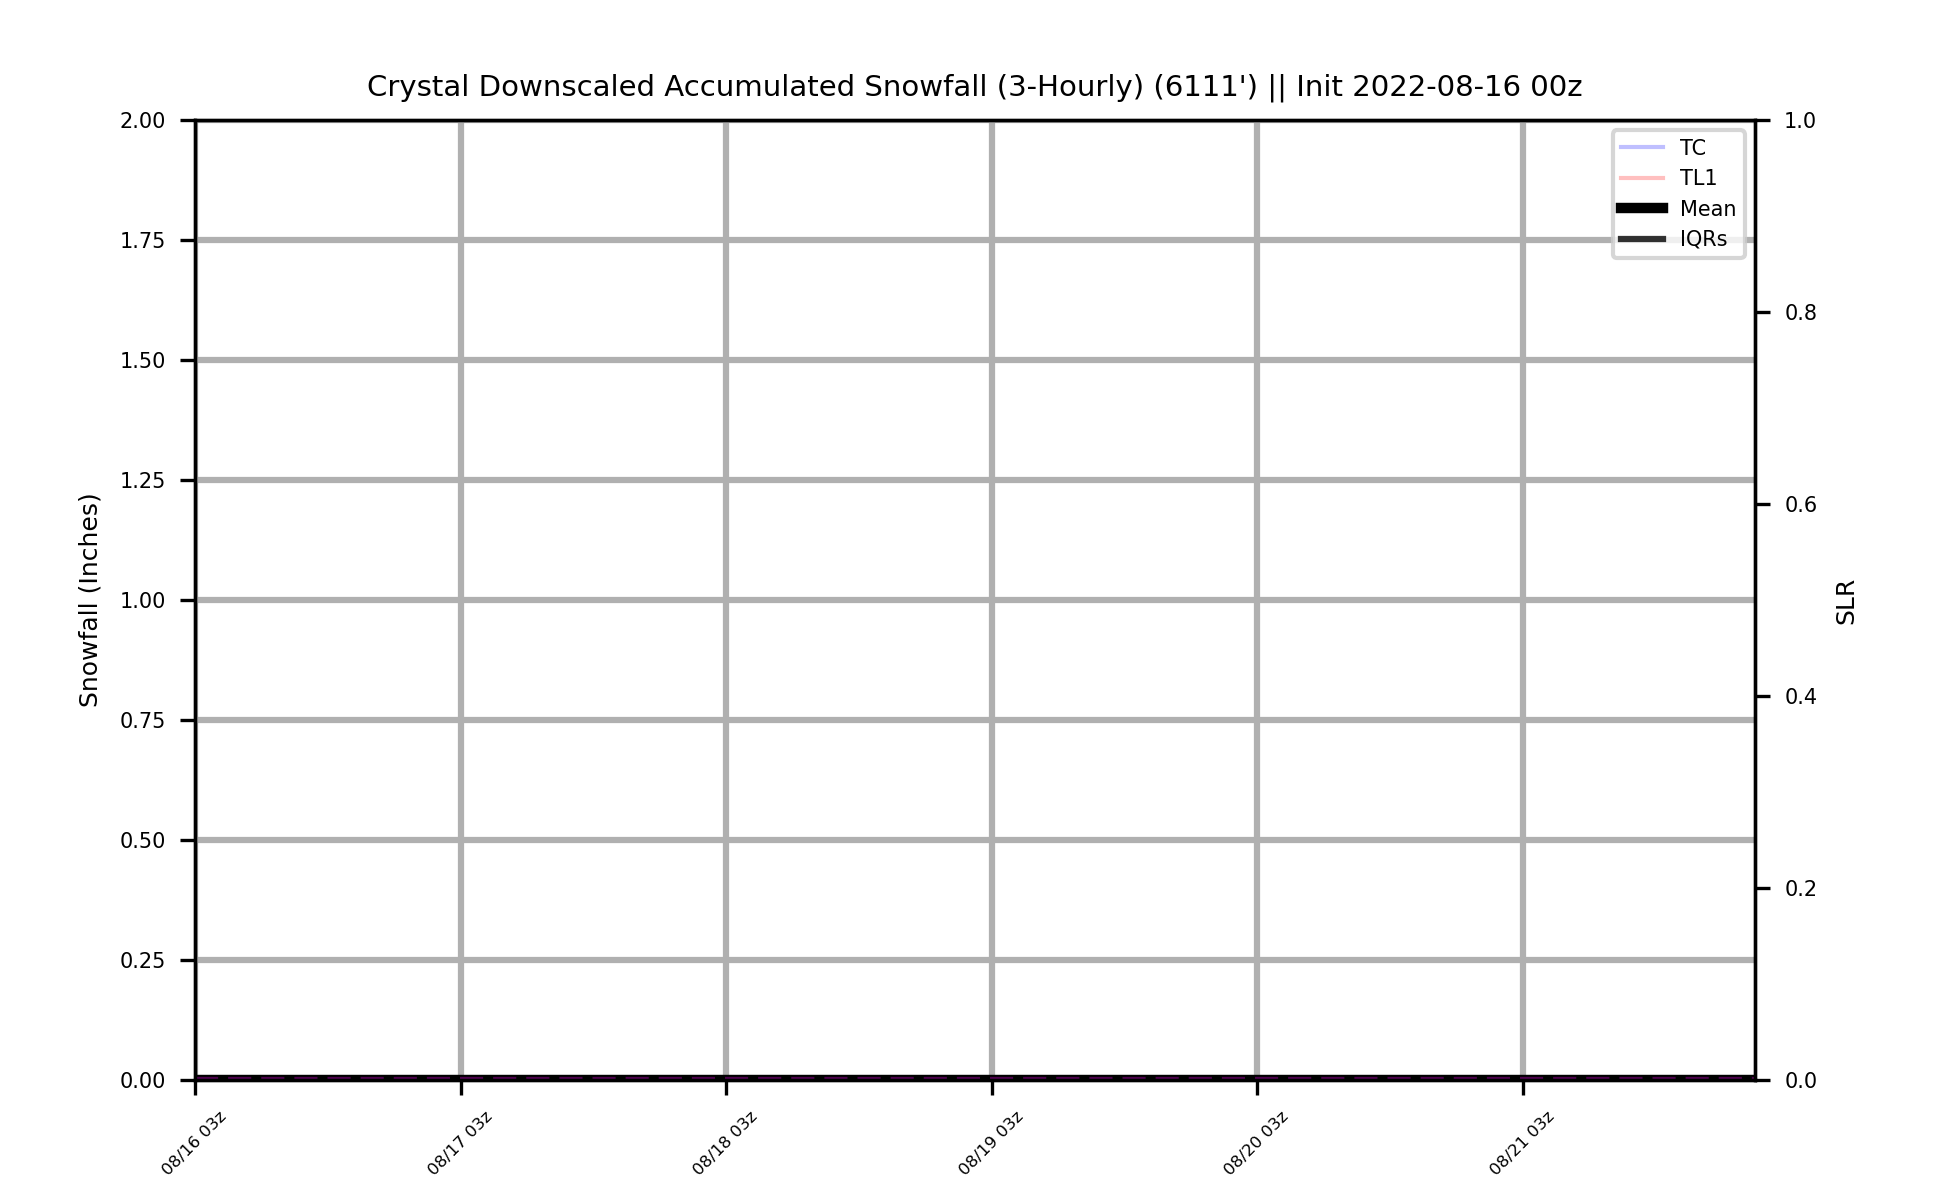 Crystal Downscaled Accumulated Snowfall (3-Hourly) (6111') || Init 2022-08-16 00z
2.00
1.75
1.50
1.25
1.00
0.75
0.50
0.25
0.00
Snowfall (Inches)
1.0
0.8
0.6
0.4
0.2
0.0
SLR
TC
TL1
Mean
IQRs
08/16 03z
08/17 03z
08/18 03z
08/19 03z
08/20 03z
08/21 03z